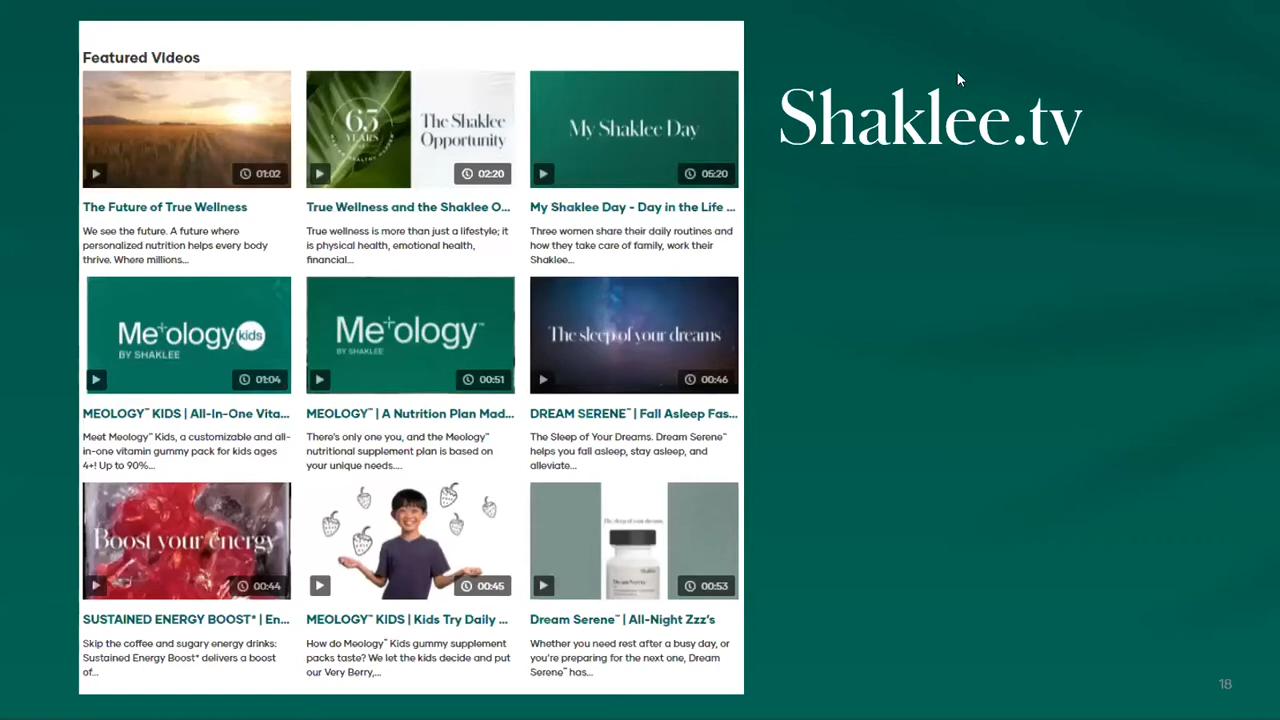 Featured Videos
Shaklee.tv
65
YEARS
The Shaklee
Opportunity
My Shaklee Day
01:02
02:20
05:20
The Future of True Wellness
True Wellness and the Shaklee O...
My Shaklee Day - Day in the Life ...
We see the future. A future where
personalized nutrition helps every body
thrive. Where millions...
True wellness is more than just a lifestyle; it
is physical health, emotional health,
financial...
Three women share their daily routines and
how they take care of family, work their
Shaklee...
Me+ology kids
BY SHAKLEE
Me+ology™
BY SHAKLEE
The sleep of your dreams
01:04
00:51
00:46
MEOLOGY™ KIDS | All-In-One Vita...
MEOLOGY™ | A Nutrition Plan Mad...
DREAM SERENE™ | Fall Asleep Fas...
Meet Meology™ Kids, a customizable and all-
in-one vitamin gummy pack for kids ages
4+! Up to 90%...
There's only one you, and the Meology™
nutritional supplement plan is based on
your unique needs....
The Sleep of Your Dreams. Dream Serene™
helps you fall asleep, stay asleep, and
alleviate...
Boost your energy
The sleep of your dreams.
00:44
00:45
00:53
SUSTAINED ENERGY BOOST* | En...
MEOLOGY™ KIDS | Kids Try Daily ...
Dream Serene™ | All-Night Zzz's
Skip the coffee and sugary energy drinks:
Sustained Energy Boost* delivers a boost
of...
How do Meology™ Kids gummy supplement
packs taste? We let the kids decide and put
our Very Berry,...
Whether you need rest after a busy day, or
you're preparing for the next one, Dream
Serene™ has...
18